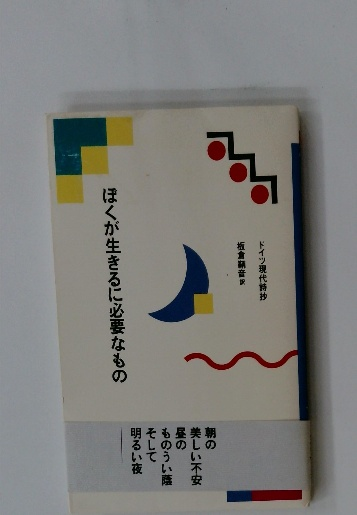 ドイツ現代詩抄
板倉鞆音 訳
ぼくが生きるに必要なもの
朝の
美しい不安
昼の
ものうい蔭
そして
明るい夜